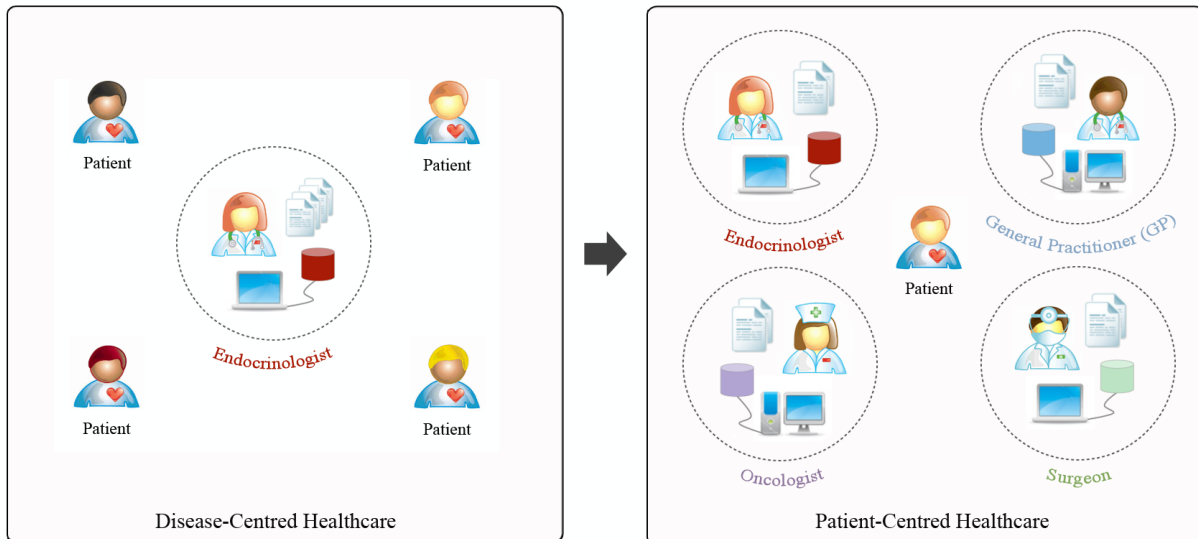 Patient
Patient
Endocrinologist
Patient
Patient
Disease-Centred Healthcare
Endocrinologist
General Practitioner (GP)
Patient
Oncologist
Surgeon
Patient-Centred Healthcare